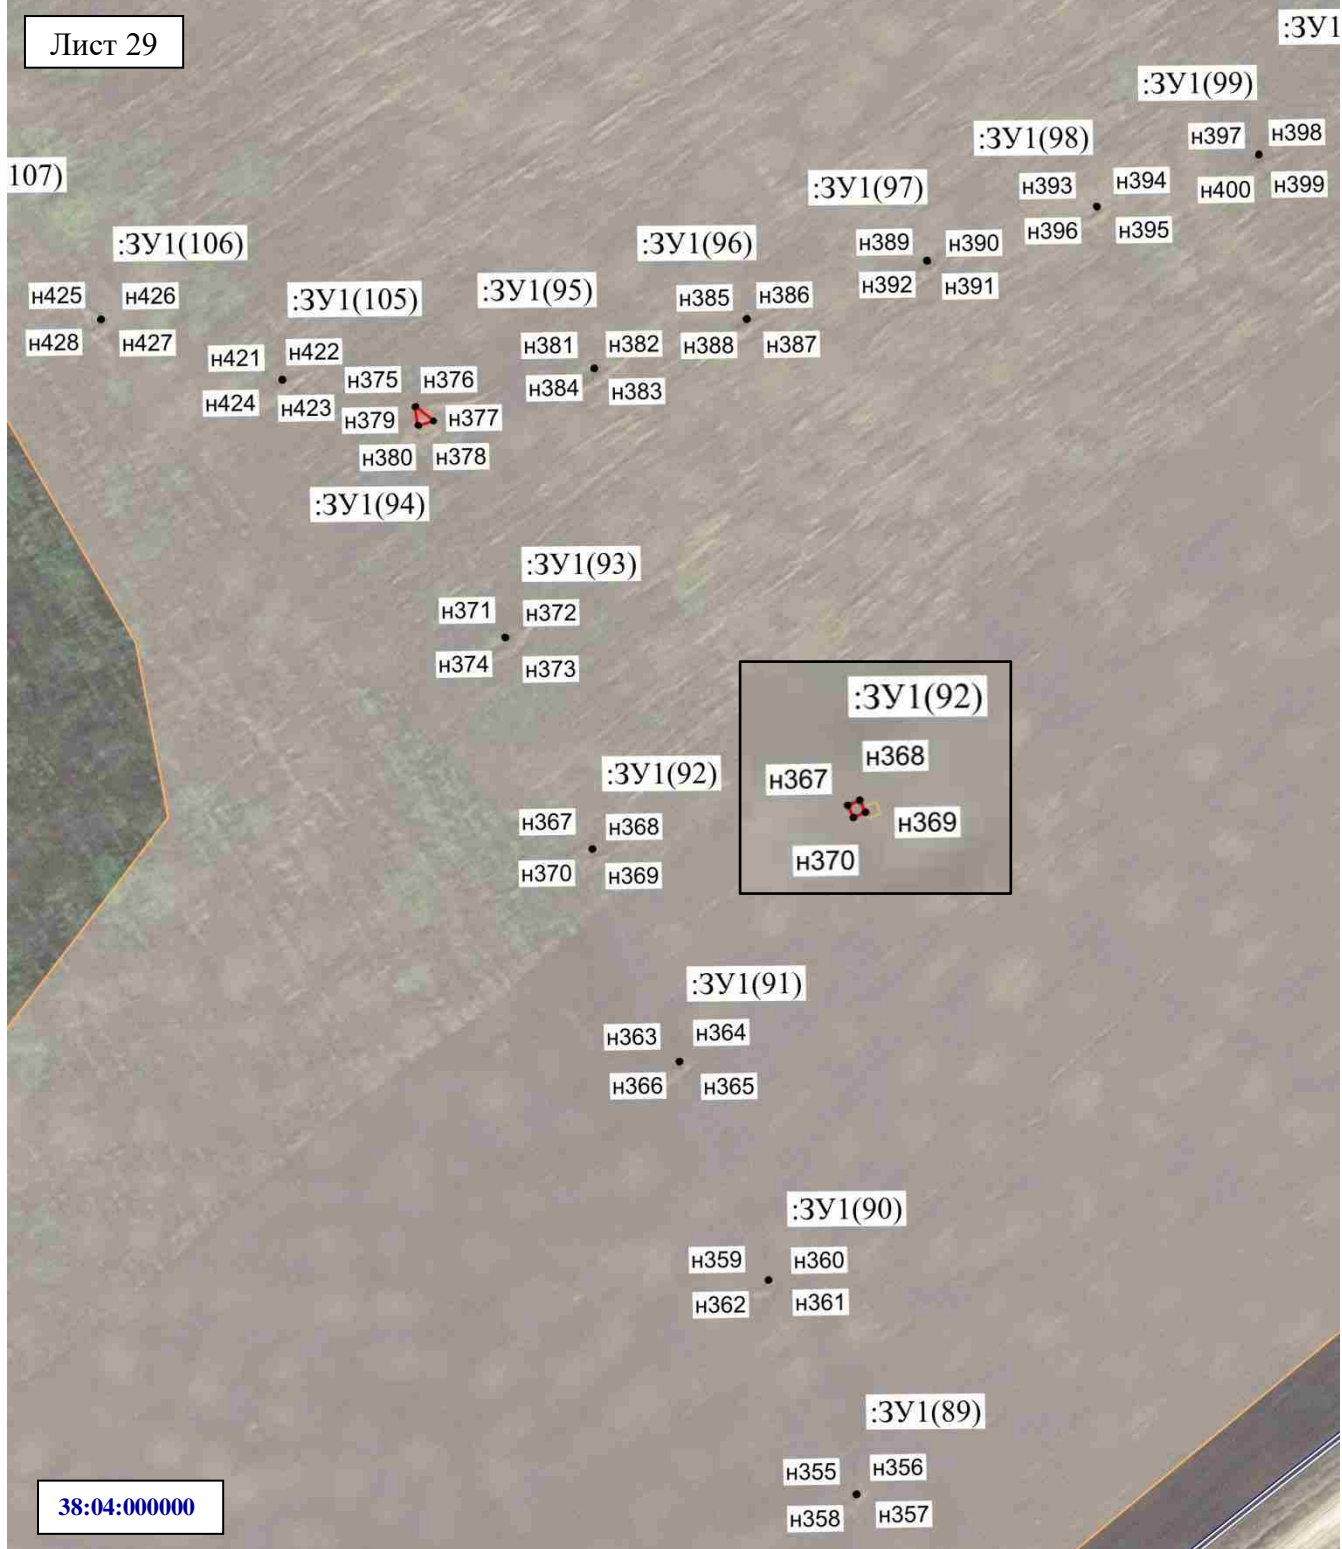 Лист 29
:ЗУ1
:ЗУ1(99)
н397 н398
н400 н399
:ЗУ1(98)
н393 н394
н396 н395
107)
:ЗУ1(97)
н389 н390
н392 н391
:ЗУ1(106)
н425 н426
н428 н427
:ЗУ1(96)
н385 н386
н388 н387
:ЗУ1(105)
н421 н422
н424 н423
:ЗУ1(95)
н381 н382
н384 н383
н375 н376
н379 н377
н380 н378
:ЗУ1(94)
:ЗУ1(93)
н371 н372
н374 н373
:ЗУ1(92)
н368
н367
н369
н370
:ЗУ1(92)
н367 н368
н370 н369
:ЗУ1(91)
н363 н364
н366 н365
:ЗУ1(90)
н359 н360
н362 н361
:ЗУ1(89)
н355 н356
н358 н357
38:04:000000